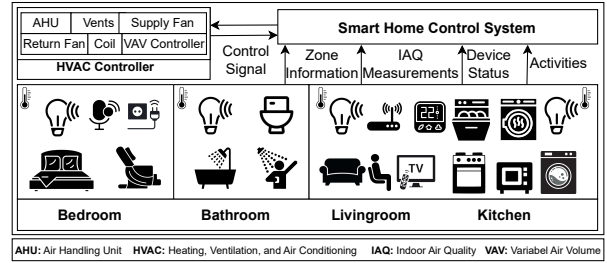 AHU Vents Supply Fan
Return Fan Coil VAV Controller
HVAC Controller
Smart Home Control System
Control Signal
Zone Information
IAQ Measurements
Device Status
Activities
TV
Bedroom Bathroom Livingroom Kitchen
AHU: Air Handling Unit HVAC: Heating, Ventilation, and Air Conditioning IAQ: Indoor Air Quality VAV: Variabel Air Volume